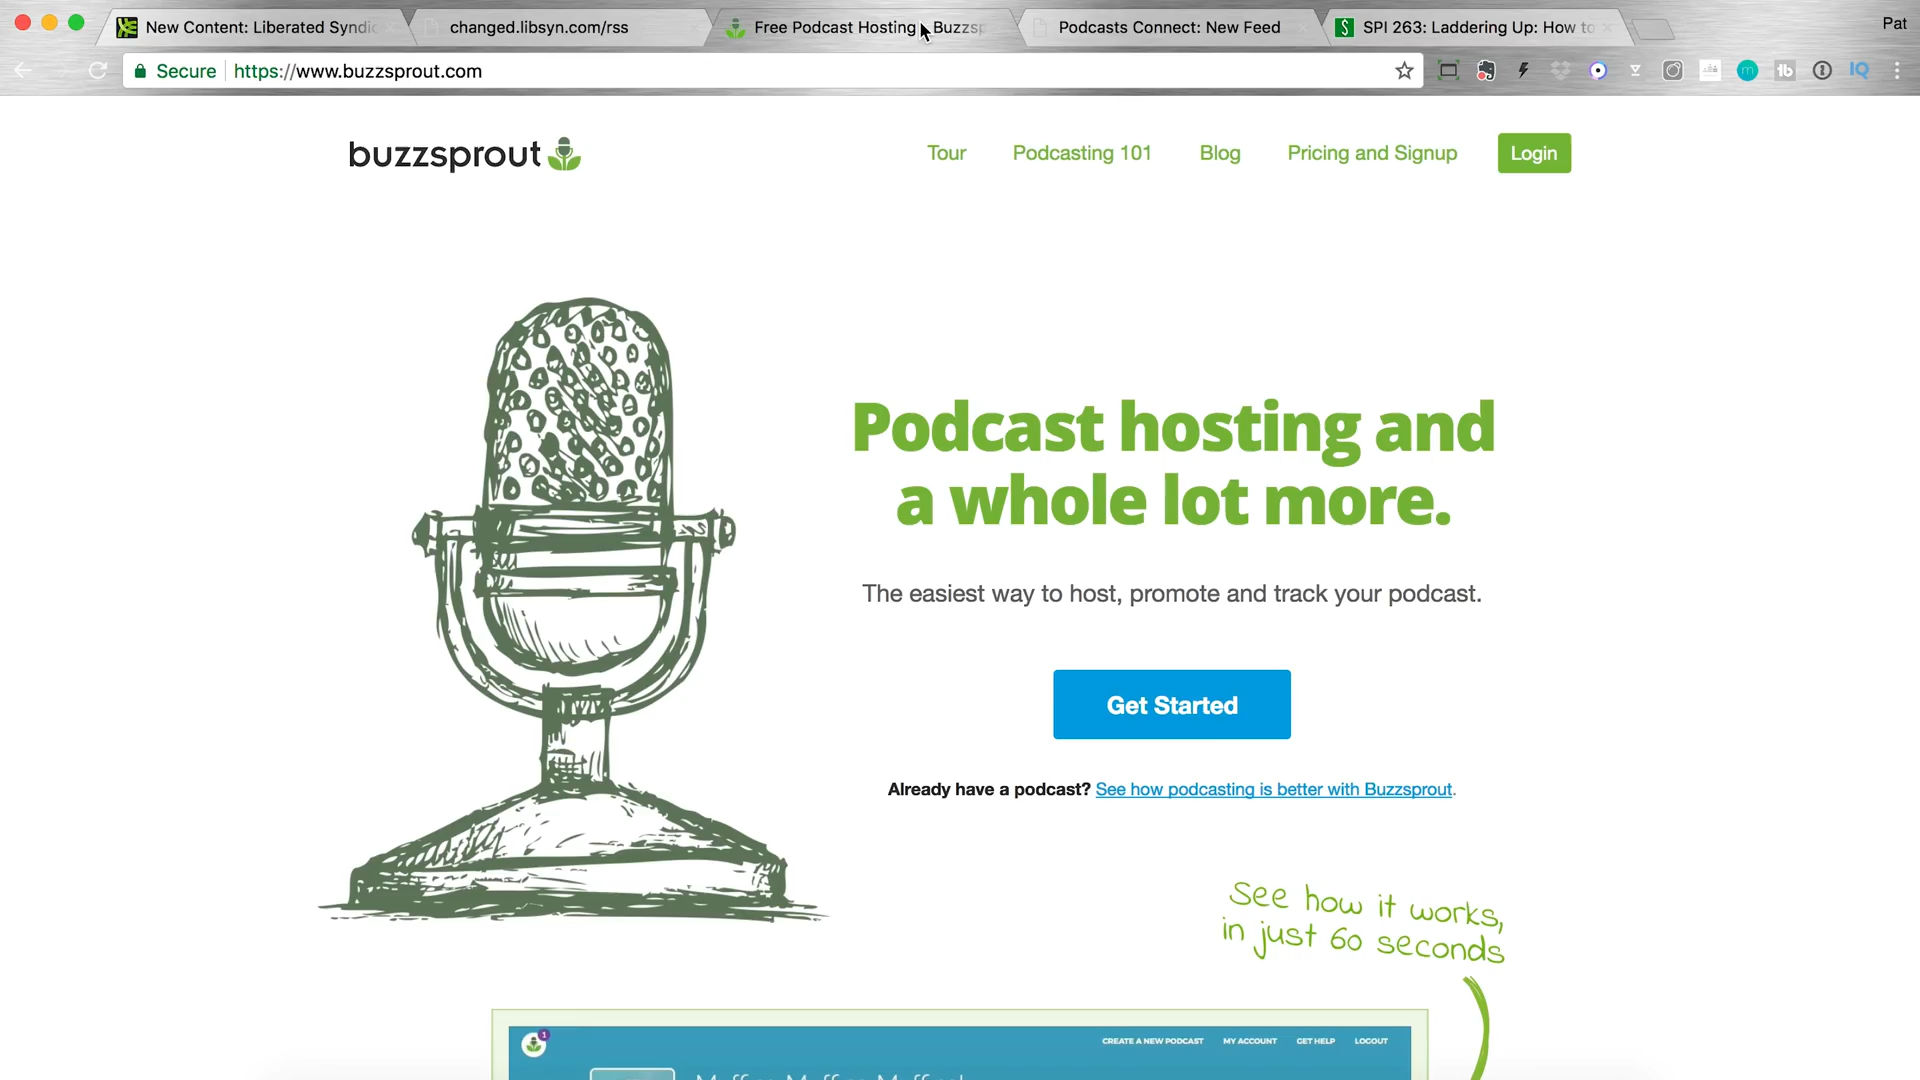 New Content: Liberated Syndic
changed.libsyn.com/rss
Free Podcast Hosting - Buzzsp
Podcasts Connect: New Feed
SPI 263: Laddering Up: How to
Pat
Secure
https://www.buzzsprout.com
IQ
buzzsprout
Tour
Podcasting 101
Blog
Pricing and Signup
Login
Podcast hosting and
a whole lot more.
The easiest way to host, promote and track your podcast.
Get Started
Already have a podcast? See how podcasting is better with Buzzsprout.
See how it works,
in just 60 seconds
1
CREATE A NEW PODCAST
MY ACCOUNT
GET HELP
LOGOUT